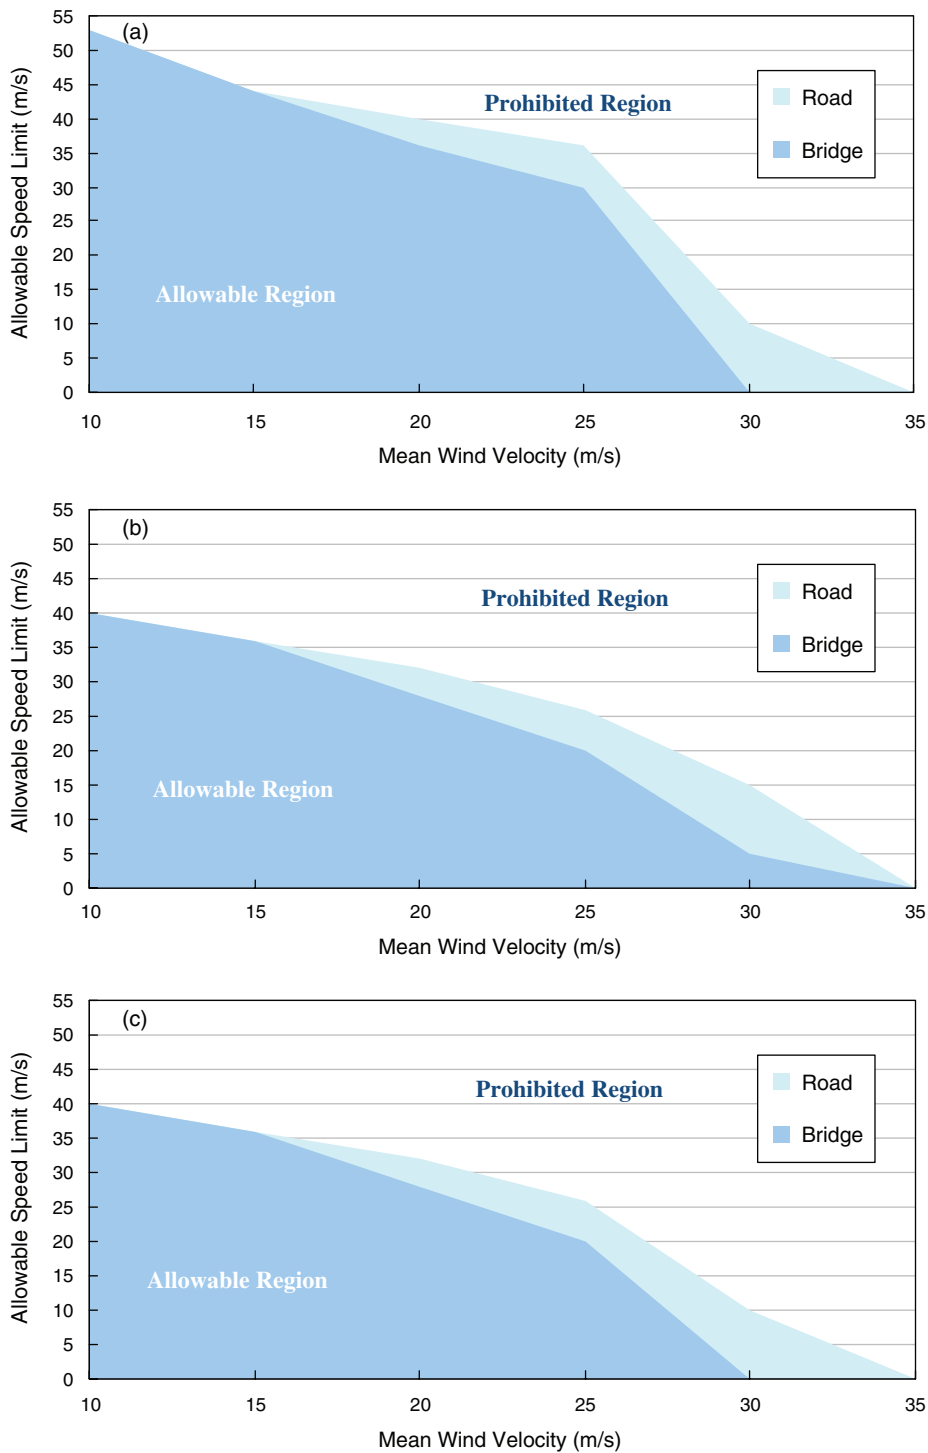 (a)
55
50
45
40
35
30
25
20
15
10
5
0
Allowable Speed Limit (m/s)
Prohibited Region
Allowable Region
Road
Bridge
10 15 20 25 30 35
Mean Wind Velocity (m/s)
(b)
55
50
45
40
35
30
25
20
15
10
5
0
Allowable Speed Limit (m/s)
Prohibited Region
Allowable Region
Road
Bridge
10 15 20 25 30 35
Mean Wind Velocity (m/s)
(c)
55
50
45
40
35
30
25
20
15
10
5
0
Allowable Speed Limit (m/s)
Prohibited Region
Allowable Region
Road
Bridge
10 15 20 25 30 35
Mean Wind Velocity (m/s)